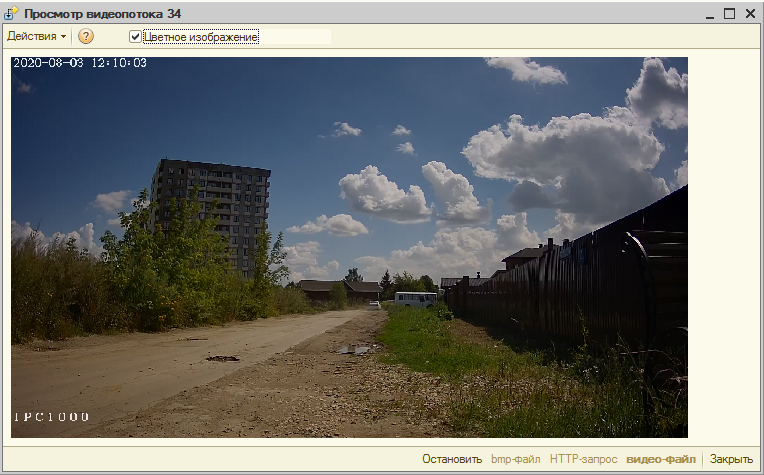 Просмотр видеопотока 34
Действия ? Цветное изображение
2020-08-03 12:10:03
IPC1000
Остановить bmp-файл HTTP-запрос видео-файл Закрыть